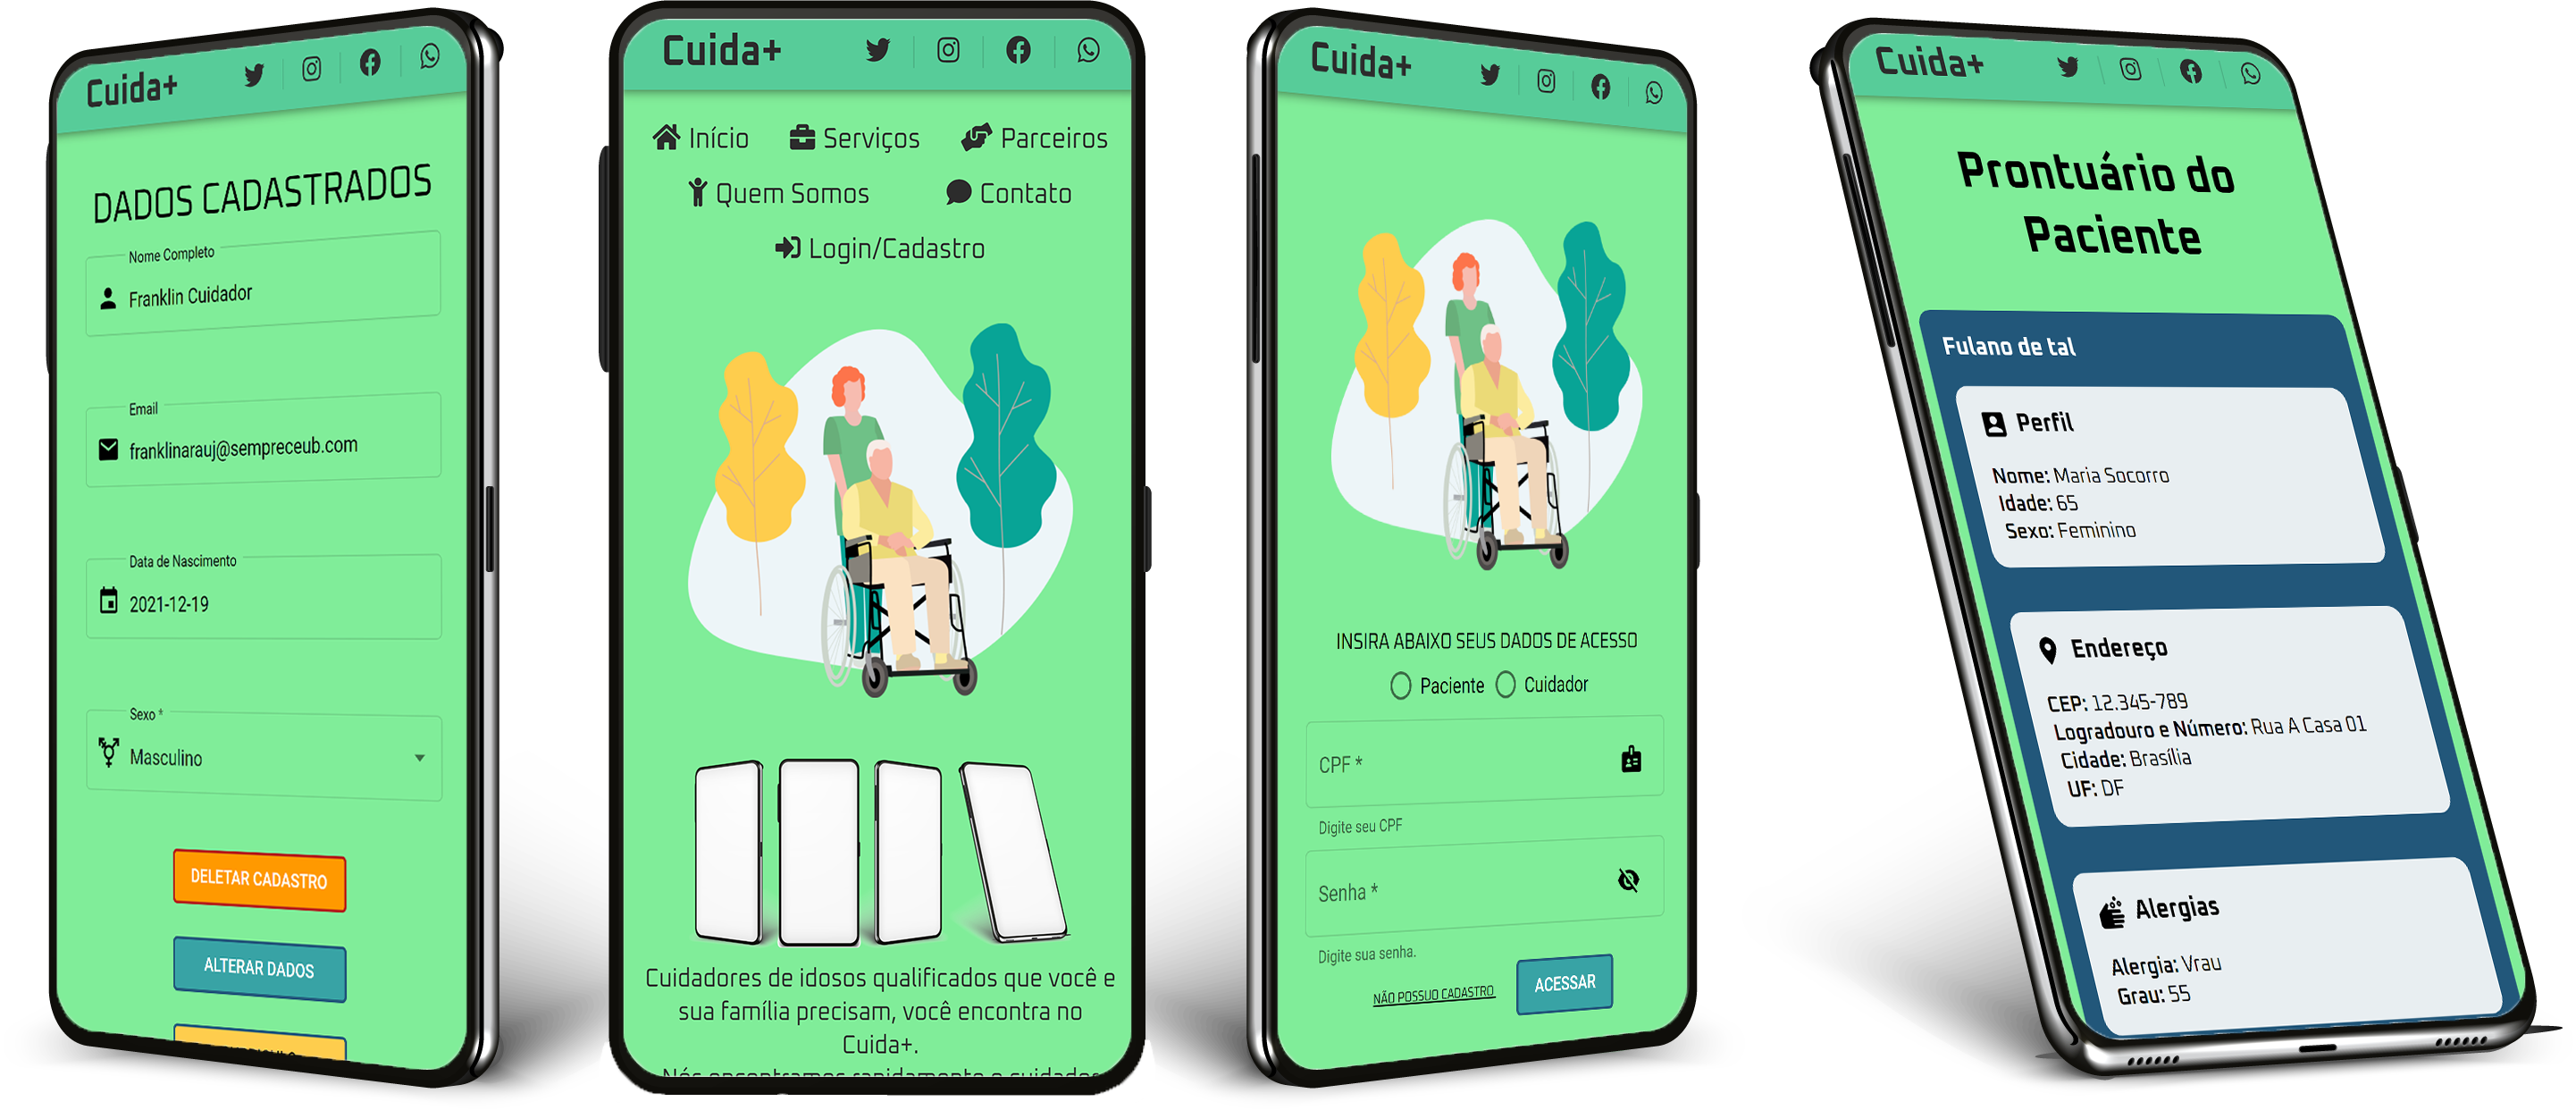 Cuida+
DADOS CADASTRADOS
Nome Completo
Franklin Cuidador
Email
franklinarauj@sempreceub.com
Data de Nascimento
2021-12-19
Sexo *
Masculino
DELETAR CADASTRO
ALTERAR DADOS
Cuida+
Início
Serviços
Parceiros
Quem Somos
Contato
Login/Cadastro
Cuidadores de idosos qualificados que você e
sua família precisam, você encontra no
Cuida+.
Nós encontramos rapidamente o cuidador
Cuida+
INSIRA ABAIXO SEUS DADOS DE ACESSO
Paciente
Cuidador
CPF *
Digite seu CPF
Senha *
Digite sua senha.
NÃO POSSUO CADASTRO
ACESSAR
Cuida+
Prontuário do
Paciente
Fulano de tal
Perfil
Nome: Maria Socorro
Idade: 65
Sexo: Feminino
Endereço
CEP: 12.345-789
Logradouro e Número: Rua A Casa 01
Cidade: Brasília
UF: DF
Alergias
Alergia: Vrau
Grau: 55